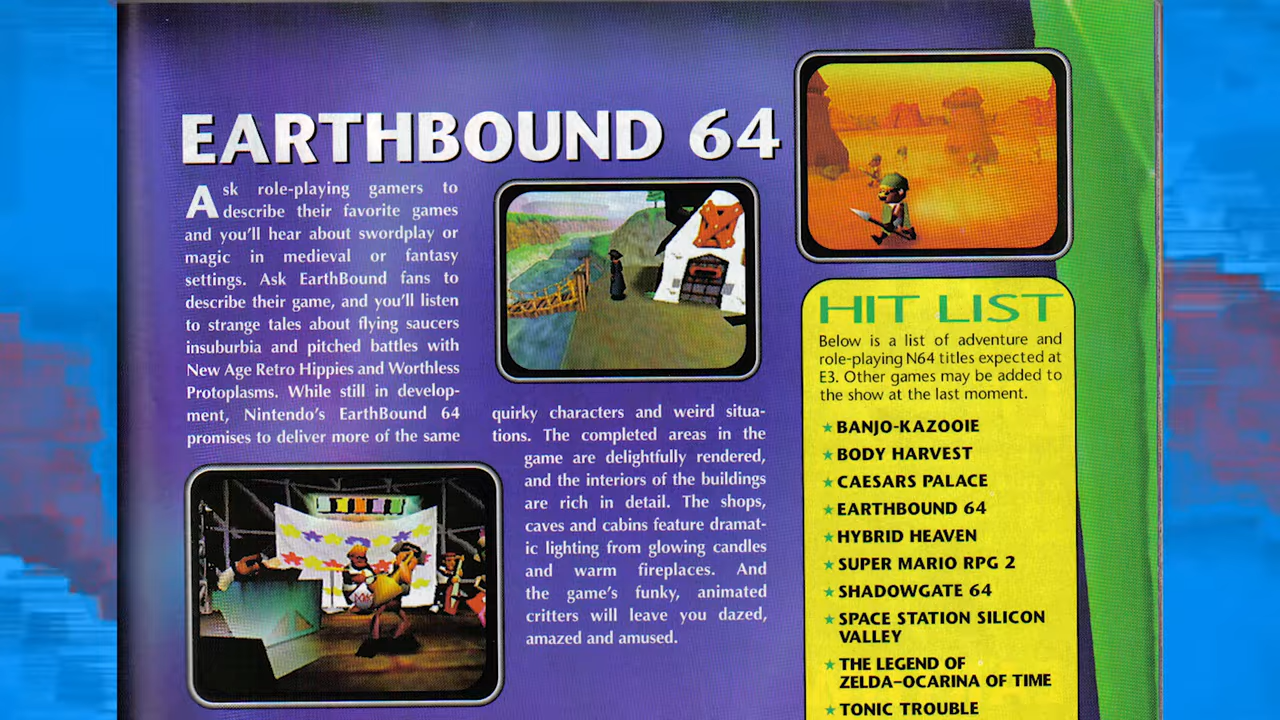 EARTHBOUND 64
Ask role-playing gamers to
describe their favorite games
and you'll hear about swordplay or
magic in medieval or fantasy
settings. Ask EarthBound fans to
describe their game, and you'll listen
to strange tales about flying saucers
insuburbia and pitched battles with
New Age Retro Hippies and Worthless
Protoplasms. While still in develop-
ment, Nintendo's EarthBound 64
promises to deliver more of the same
quirky characters and weird situa-
tions. The completed areas in the
game are delightfully rendered,
and the interiors of the buildings
are rich in detail. The shops,
caves and cabins feature dramat-
ic lighting from glowing candles
and warm fireplaces. And
the game's funky, animated
critters will leave you dazed,
amazed and amused.
HIT LIST
Below is a list of adventure and
role-playing N64 titles expected at
E3. Other games may be added to
the show at the last moment.
★BANJO-KAZOOIE
★BODY HARVEST
★CAESARS PALACE
★EARTHBOUND 64
★HYBRID HEAVEN
★SUPER MARIO RPG 2
★SHADOWGATE 64
★SPACE STATION SILICON
VALLEY
★THE LEGEND OF
ZELDA–OCARINA OF TIME
★TONIC TROUBLE